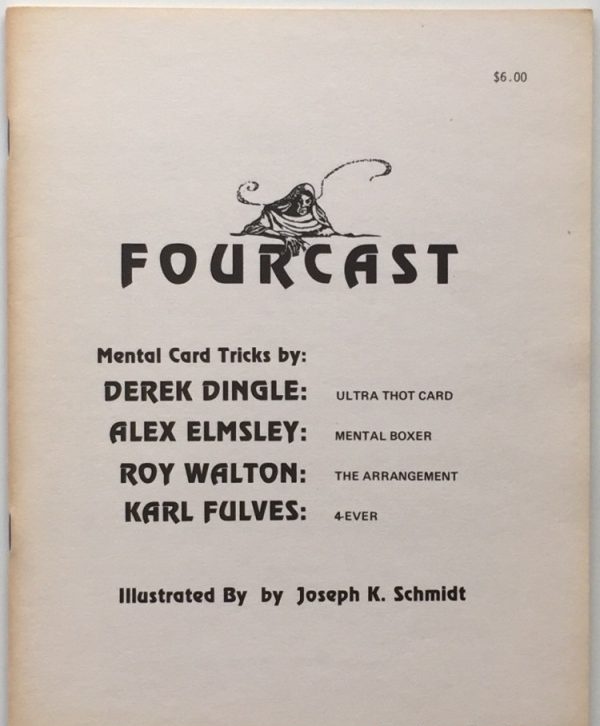 $6.00
FOURCAST
Mental Card Tricks by:
DEREK DINGLE: ULTRA THOT CARD
ALEX ELMSLEY: MENTAL BOXER
ROY WALTON: THE ARRANGEMENT
KARL FULVES: 4-EVER
Illustrated By by Joseph K. Schmidt